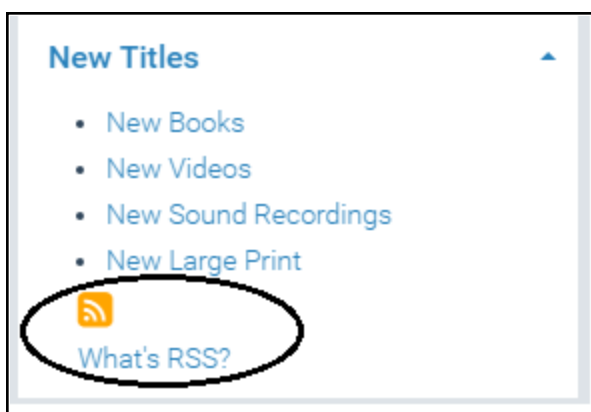 New Titles
New Books
New Videos
New Sound Recordings
New Large Print
What's RSS?